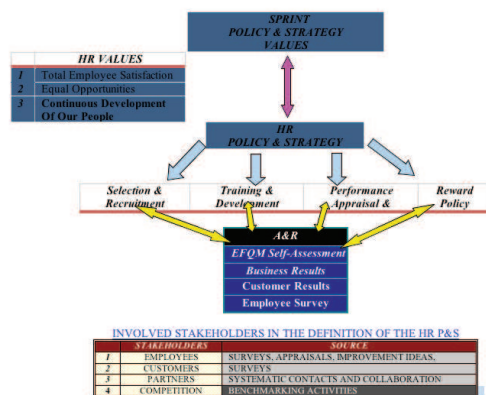 SPRINT
POLICY & STRATEGY
VALUES
HR VALUES
1 Total Employee Satisfaction
2 Equal Opportunities
3 Continuous Development
Of Our People
HR
POLICY & STRATEGY
Selection &
Recruitment
Training &
Development
Performance
Appraisal &
Reward
Policy
A&R
EFQM Self-Assessment
Business Results
Customer Results
Employee Survey
INVOLVED STAKEHOLDERS IN THE DEFINITION OF THE HR P&S
STAKEHOLDERS SOURCE
1 EMPLOYEES SURVEYS, APPRAISALS, IMPROVEMENT IDEAS,
2 CUSTOMERS SURVEYS
3 PARTNERS SYSTEMATIC CONTACTS AND COLLABORATION
4 COMPETITION BENCHMARKING ACTIVITIES